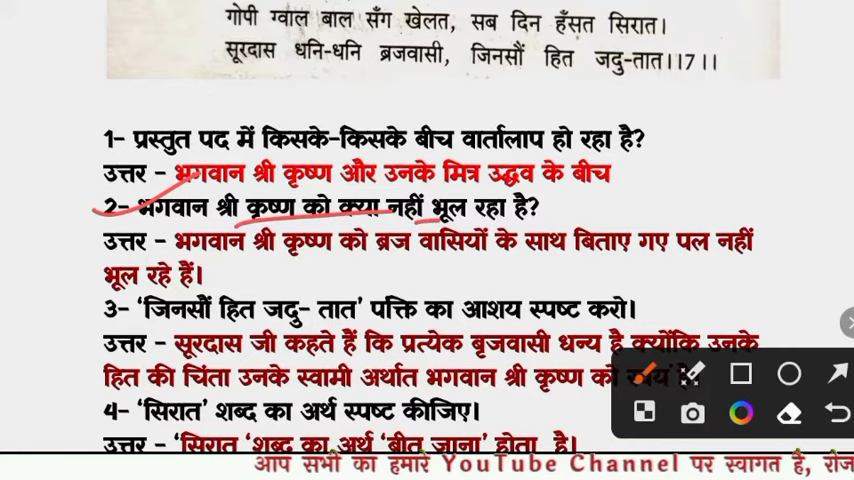 गोपी ग्वाल बाल सँग खेलत, सब दिन हँसत सिरात।
सूरदास धनि-धनि ब्रजवासी, जिनसौं हित जदु-तात।।7।।
1- प्रस्तुत पद में किसके-किसके बीच वार्तालाप हो रहा है?
उत्तर - भगवान श्री कृष्ण और उनके मित्र उद्धव के बीच
2- भगवान श्री कृष्ण को क्या नहीं भूल रहा है?
उत्तर - भगवान श्री कृष्ण को ब्रज वासियों के साथ बिताए गए पल नहीं
भूल रहे हैं।
3- ‘जिनसौं हित जदु- तात’ पक्ति का आशय स्पष्ट करो।
उत्तर - सूरदास जी कहते हैं कि प्रत्येक बृजवासी धन्य है क्योंकि उनके
हित की चिंता उनके स्वामी अर्थात भगवान श्री कृष्ण को
4- ‘सिरात’ शब्द का अर्थ स्पष्ट कीजिए।
उत्तर - ‘सिरात ‘शब्द का अर्थ ‘बीत जाना’ होता है।
आप सभी का हमारे YouTube Channel पर स्वागत है, रोज